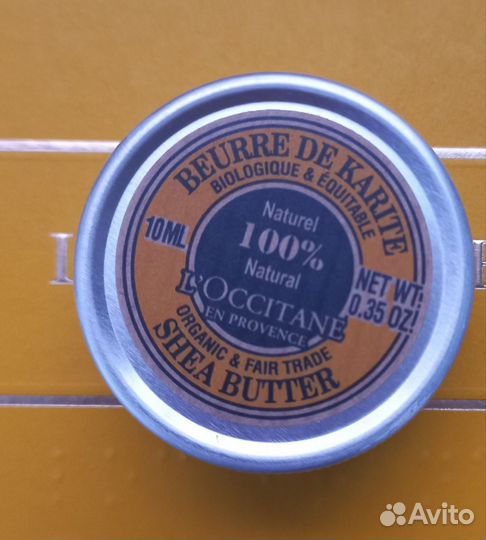 BEURRE DE KARITE
BIOLOGIQUE & ÉQUITABLE
Naturel
100%
Natural
10ML
NET WT.
0.35 OZ.
L'OCCITANE
EN PROVENCE
ORGANIC & FAIR TRADE
SHEA BUTTER
Avito